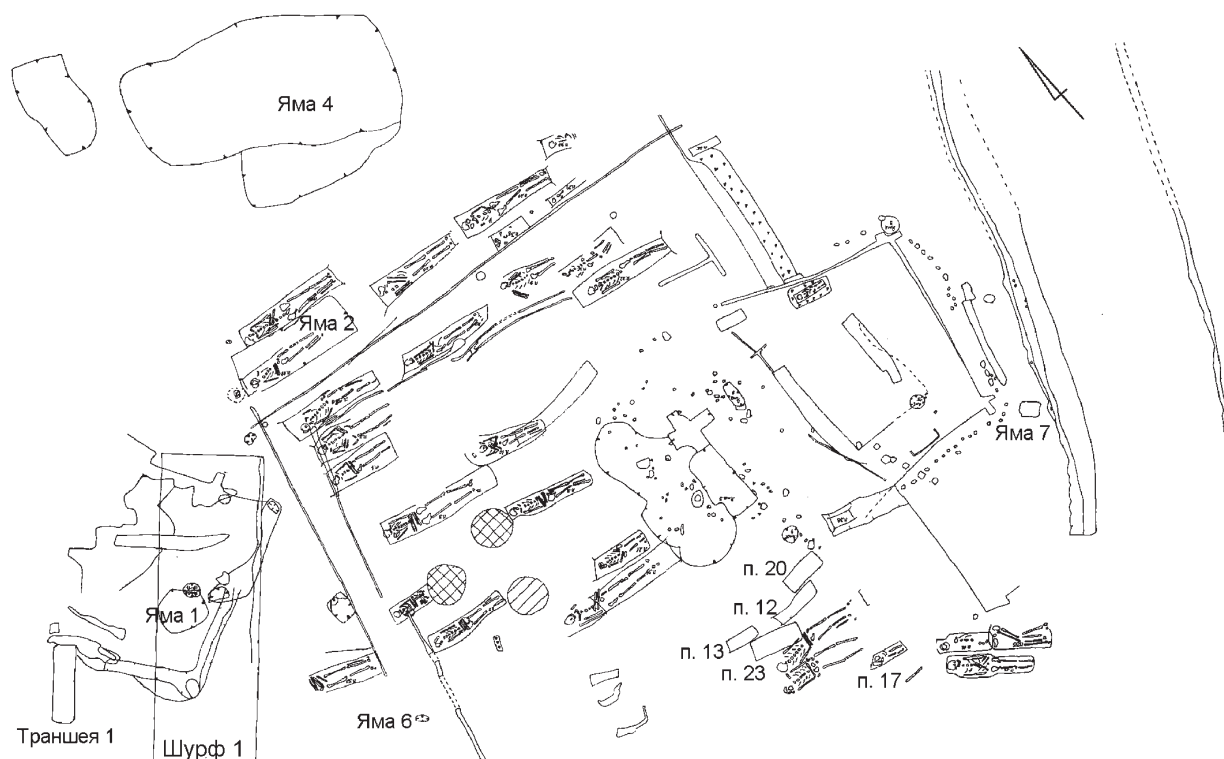 Яма 4
Яма 2
Яма 7
Яма 1
п. 20
п. 12
п. 13
п. 23
п. 17
Яма 6
Траншея 1
Шурф 1